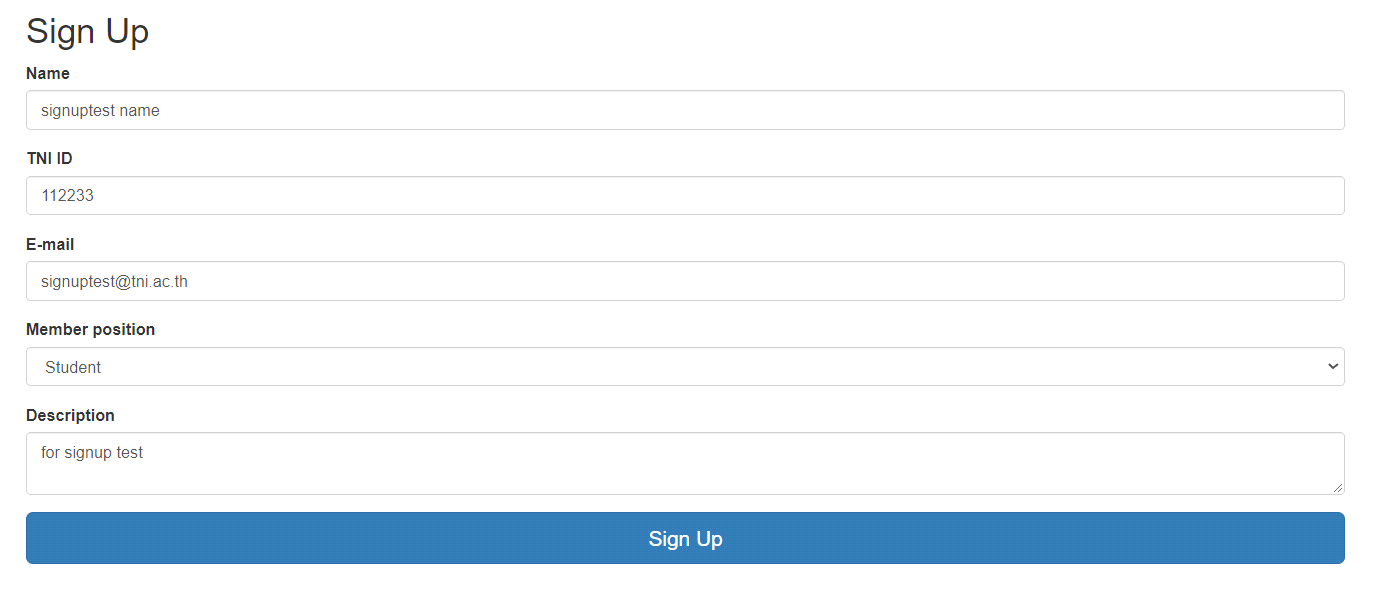 Sign Up
Name
signuptest name
TNI ID
112233
E-mail
signuptest@tni.ac.th
Member position
Student
Description
for signup test
Sign Up